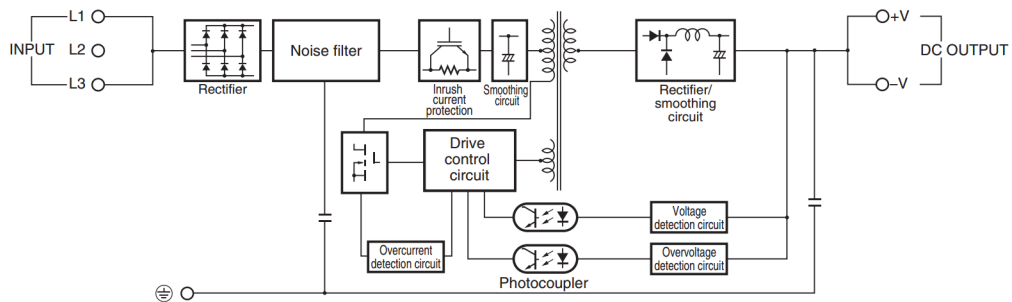 L1
INPUT
L2
L3
Rectifier
Noise filter
Inrush
current
protection
Smoothing
circuit
Rectifier/
smoothing
circuit
+V
DC OUTPUT
–V
Drive
control
circuit
Overcurrent
detection circuit
Voltage
detection circuit
Overvoltage
detection circuit
Photocoupler